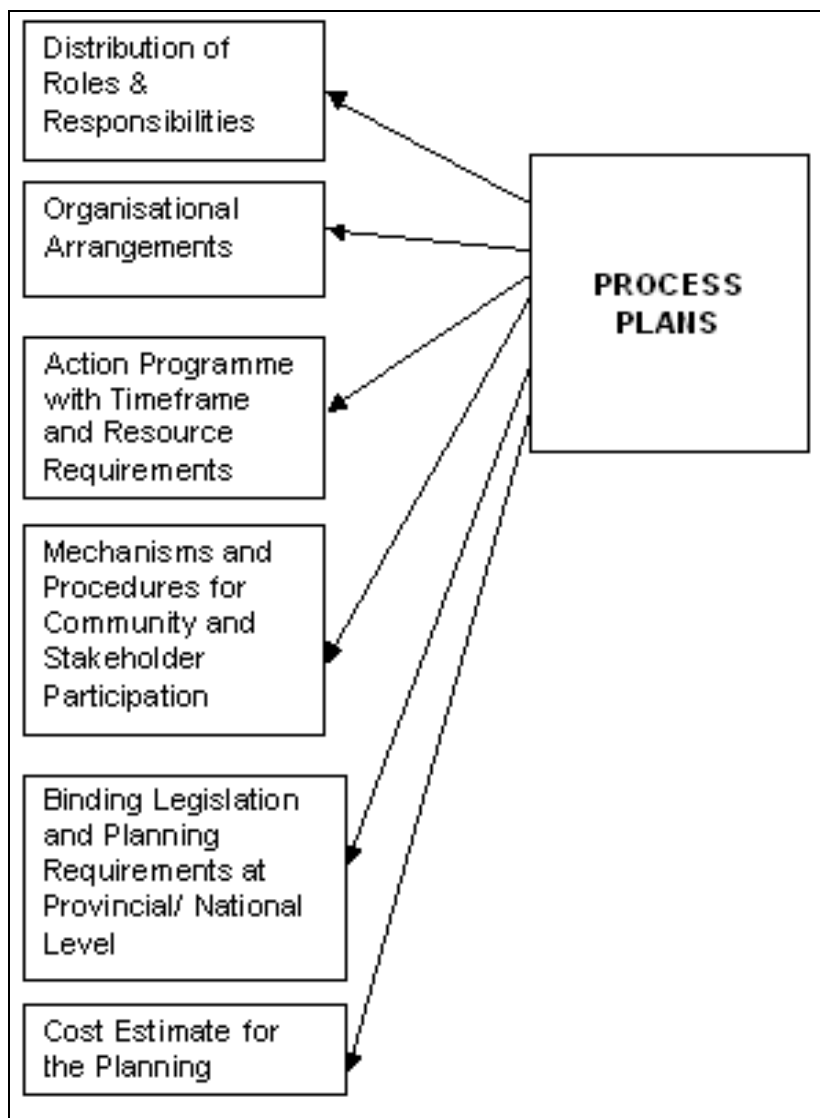 Distribution of
Roles &
Responsibilities
Organisational
Arrangements
Action Programme
with Timeframe
and Resource
Requirements
Mechanisms and
Procedures for
Community and
Stakeholder
Participation
Binding Legislation
and Planning
Requirements at
Provincial/ National
Level
Cost Estimate for
the Planning
PROCESS
PLANS